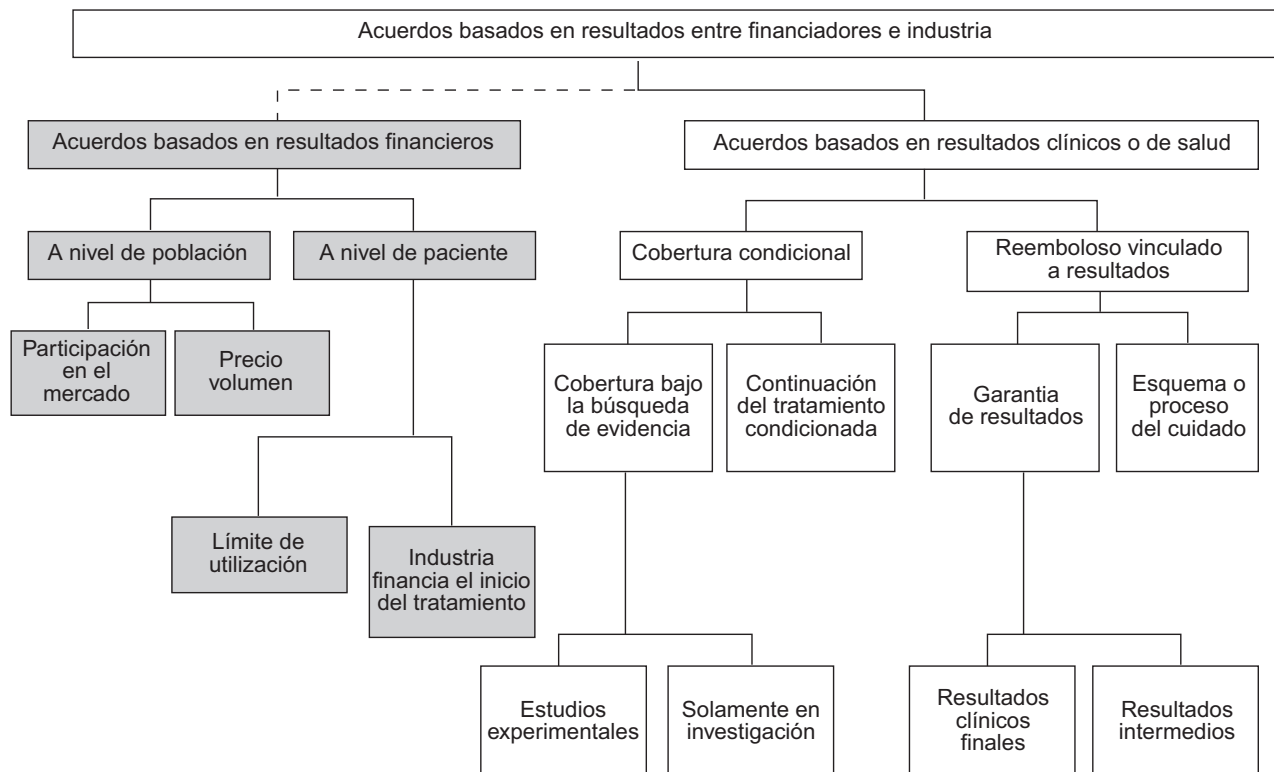 Acuerdos basados en resultados entre financiadores e industria
Acuerdos basados en resultados financieros
Acuerdos basados en resultados clínicos o de salud
A nivel de población
A nivel de paciente
Cobertura condicional
Reemboloso vinculado
a resultados
Participación
en el
mercado
Precio
volumen
Cobertura bajo
la búsqueda
de evidencia
Continuación
del tratamiento
condicionada
Garantia
de resultados
Esquema o
proceso
del cuidado
Límite de
utilización
Industria
financia el inicio
del tratamiento
Estudios
experimentales
Solamente en
investigación
Resultados
clínicos
finales
Resultados
intermedios